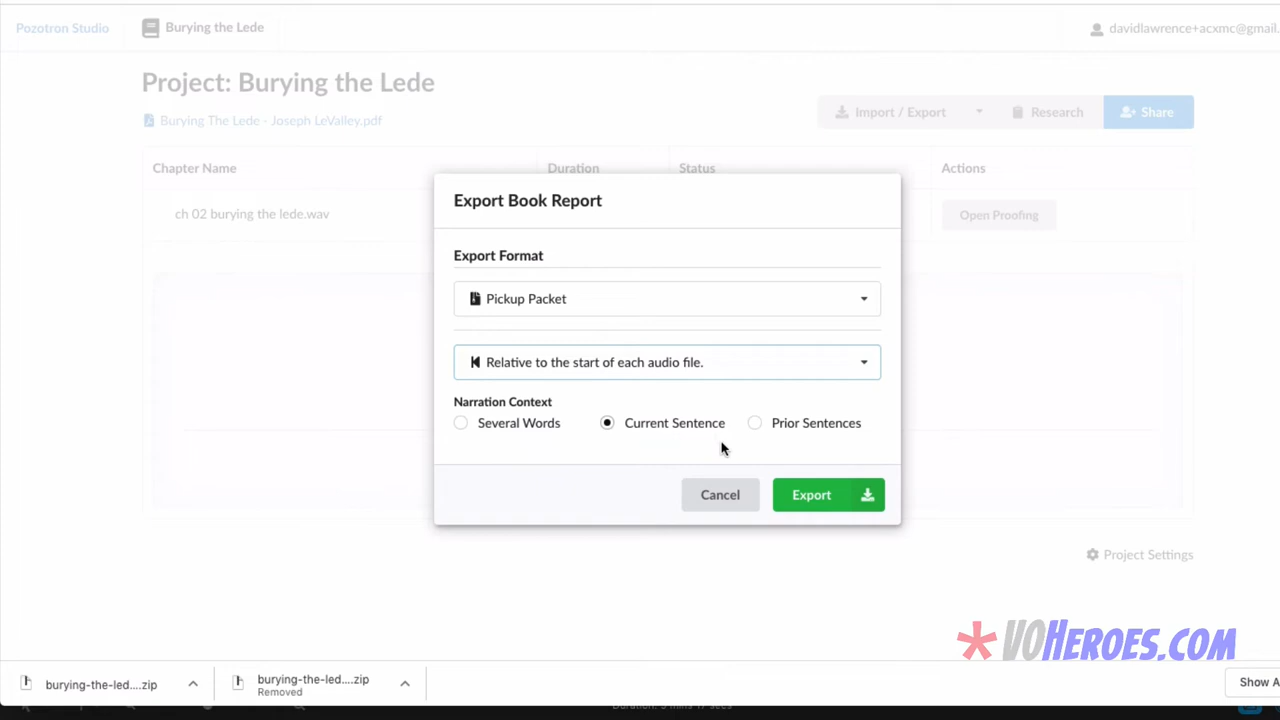 Pozotron Studio
Burying the Lede
davidlawrence+acxmc@gmail.
Project: Burying the Lede
Burying The Lede - Joseph LeValley.pdf
Import / Export
Research
Share
Chapter Name
Duration
Status
Actions
ch 02 burying the lede.wav
Open Proofing
Export Book Report
Export Format
Pickup Packet
Relative to the start of each audio file.
Narration Context
Several Words
Current Sentence
Prior Sentences
Cancel
Export
Project Settings
VOHEROES.COM
burying-the-led....zip
burying-the-led....zip
Removed
Show A